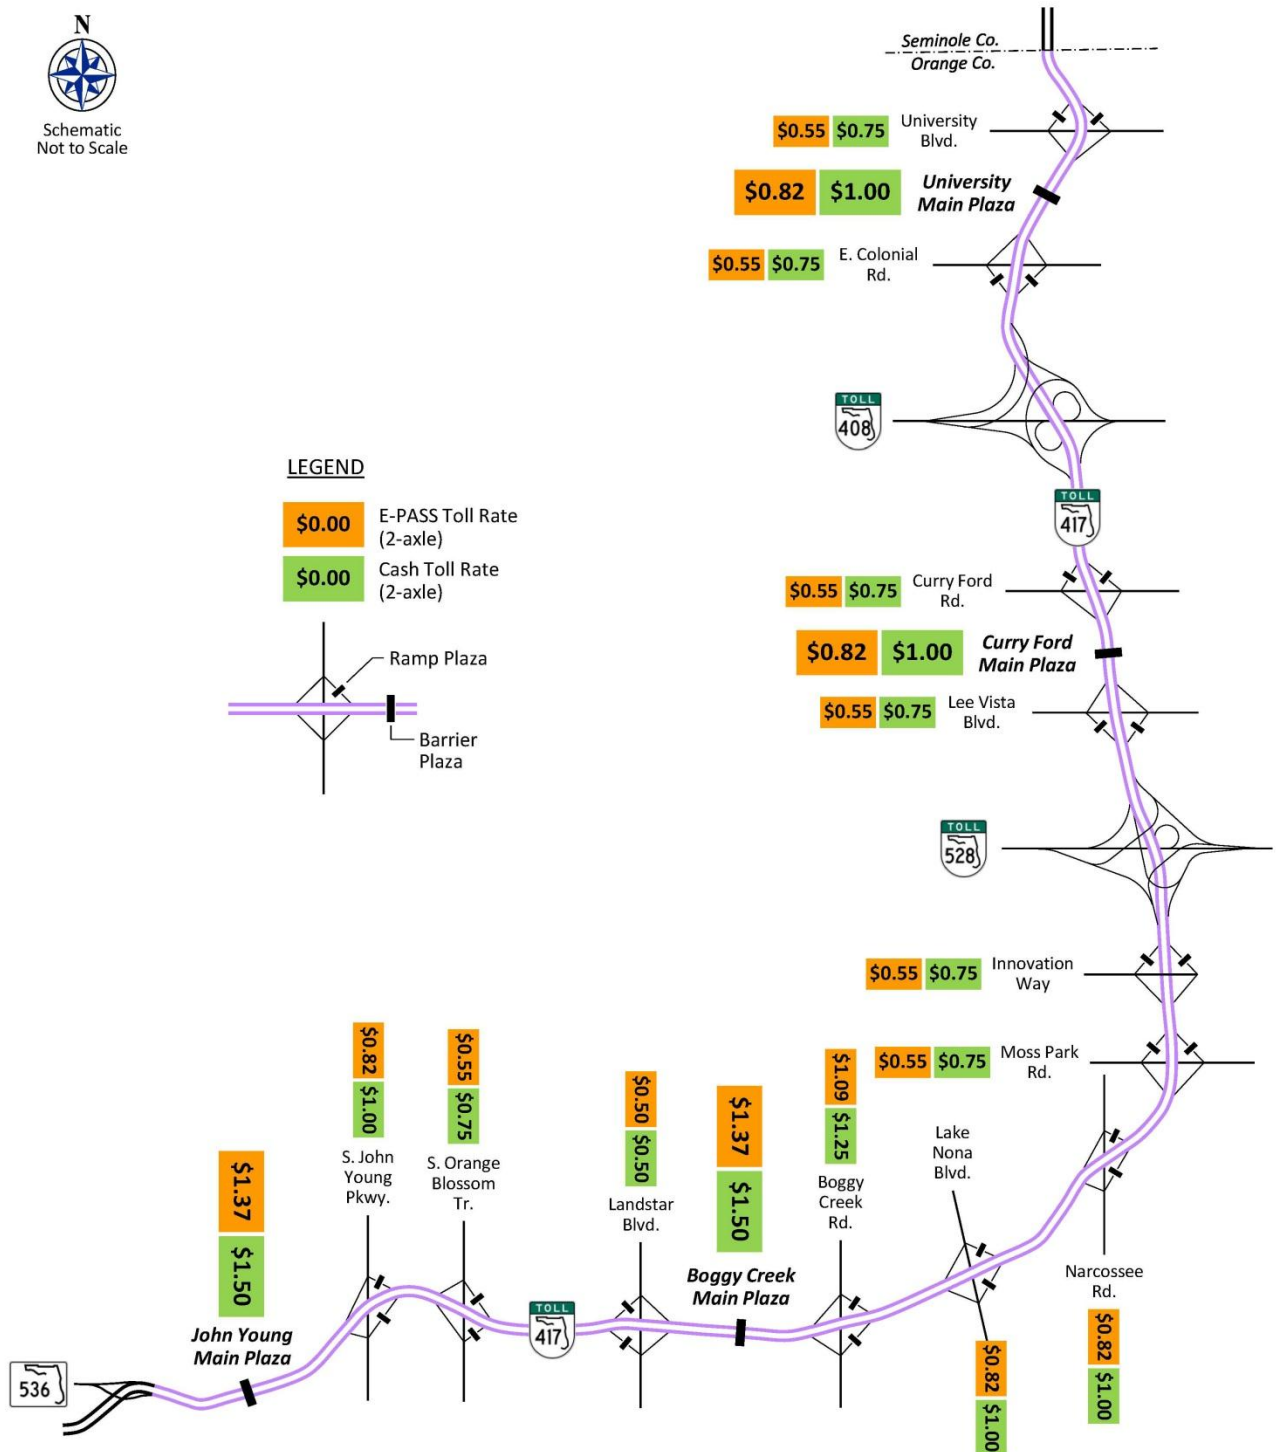 N
Schematic
Not to Scale
Seminole Co.
Orange Co.
$0.55 $0.75 University
Blvd.
$0.82 $1.00 University
Main Plaza
$0.55 $0.75 E. Colonial
Rd.
TOLL
408
LEGEND
$0.00 E-PASS Toll Rate
(2-axle)
$0.00 Cash Toll Rate
(2-axle)
Ramp Plaza
Barrier
Plaza
TOLL
417
$0.55 $0.75 Curry Ford
Rd.
$0.82 $1.00 Curry Ford
Main Plaza
$0.55 $0.75 Lee Vista
Blvd.
TOLL
528
$0.55 $0.75 Innovation
Way
$0.55 $0.75 Moss Park
Rd.
$1.37 $1.50
John Young
Main Plaza
$0.82 $1.00
S. John
Young
Pkwy.
$0.55 $0.75
S. Orange
Blossom
Tr.
TOLL
417
$0.50 $0.50
Landstar
Blvd.
$1.37 $1.50
Boggy Creek
Main Plaza
$1.09 $1.25
Boggy
Creek
Rd.
Lake
Nona
Blvd.
$0.82 $1.00
Narcossee
Rd.
$0.82 $1.00
536